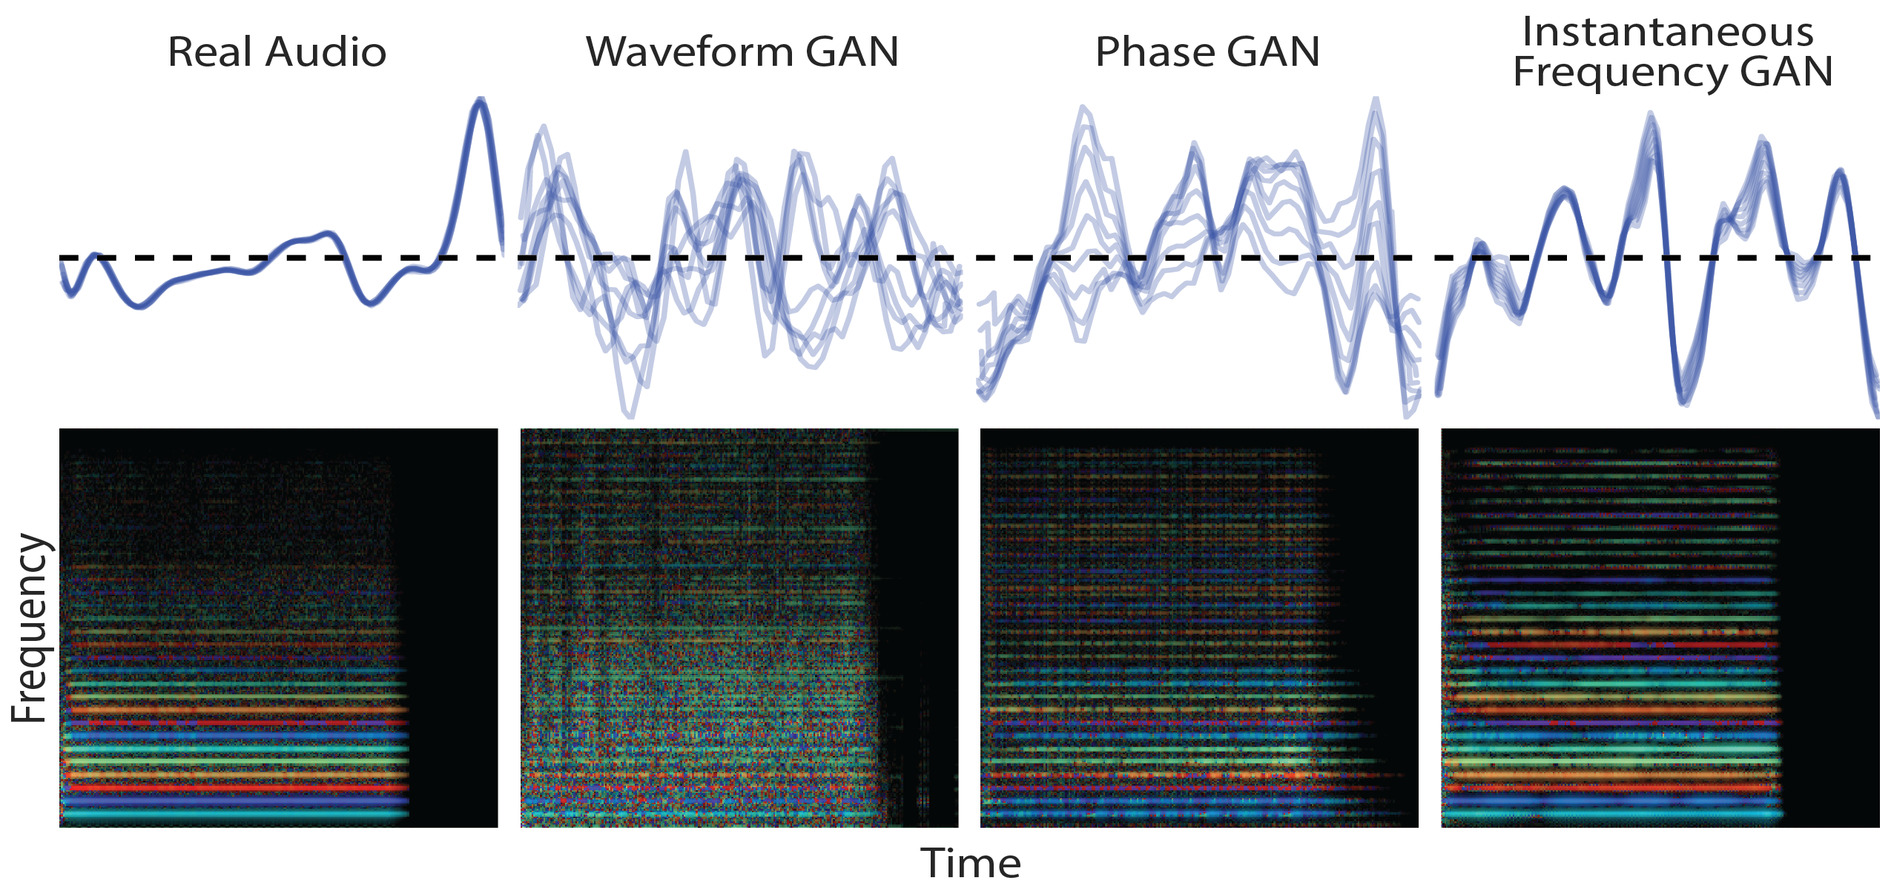 Real Audio
Waveform GAN
Phase GAN
Instantaneous
Frequency GAN
Frequency
Time